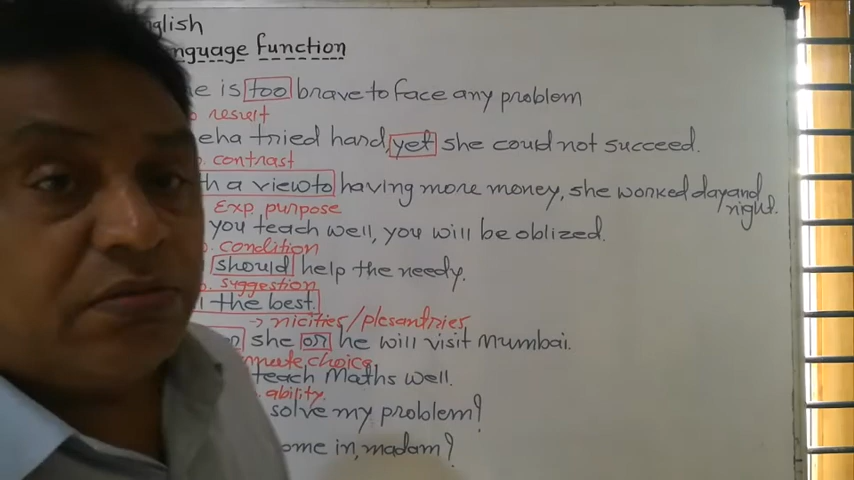 nglish
nguage function
e is too brave to face any problem
result
eha tried hard, yet she could not succeed.
contrast
th a view to having more money, she worked day and
night.
Exp. purpose
you teach well, you will be oblized.
condition
should help the needy.
suggestion
the best.
→ nicities/plesantries
she or he will visit Mumbai.
choice
teach Maths well.
ability.
solve my problem?
ome in, madam?